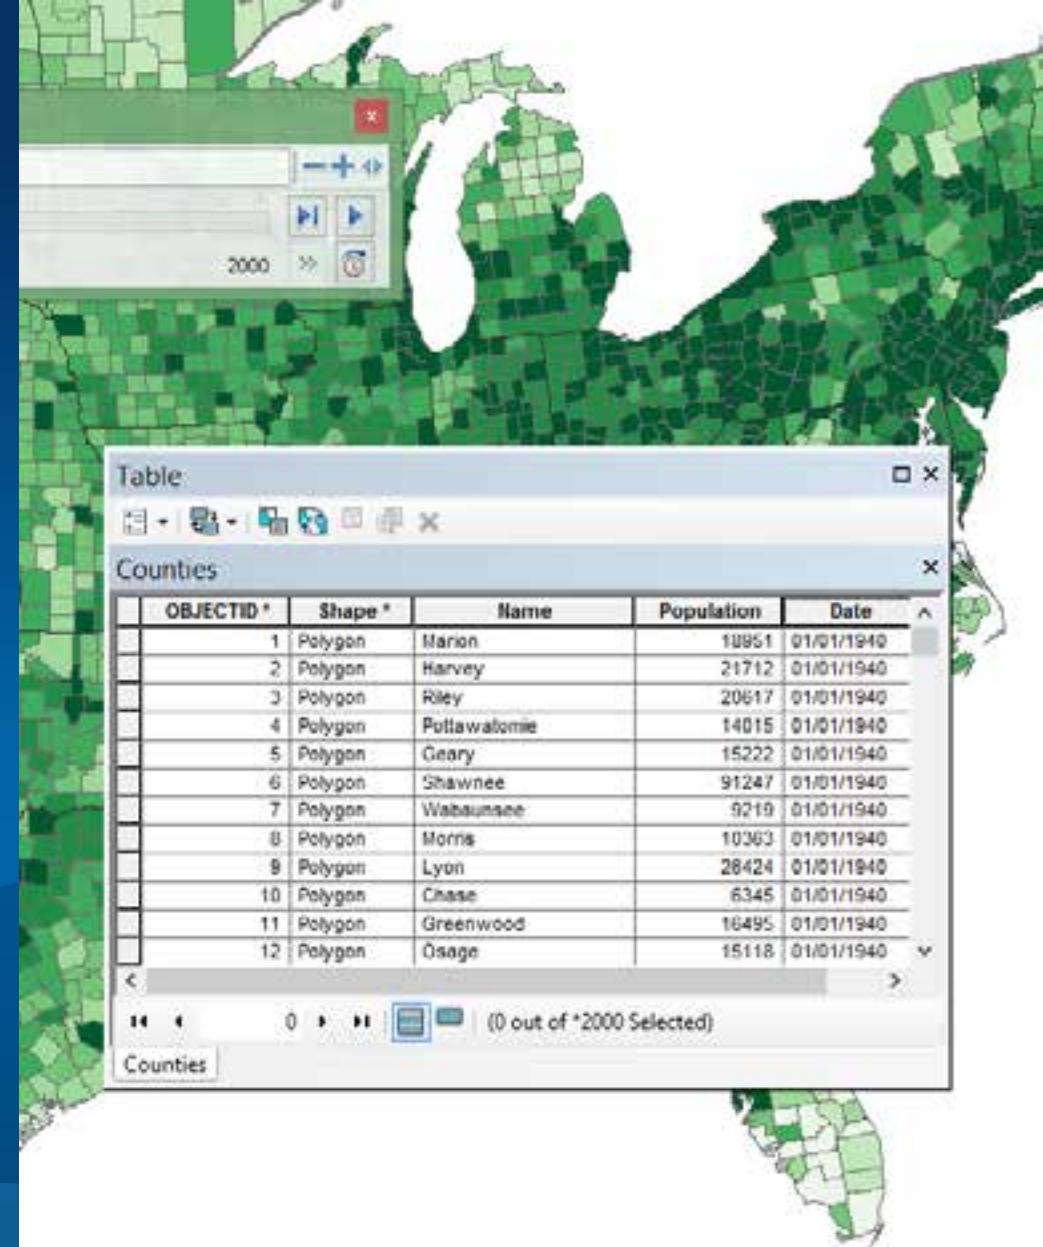 2000
Table
Counties
OBJECTID * Shape * Name Population Date
1 Polygon Marion 18951 01/01/1940
2 Polygon Harvey 21712 01/01/1940
3 Polygon Riley 20617 01/01/1940
4 Polygon Pottawatomie 14015 01/01/1940
5 Polygon Geary 15222 01/01/1940
6 Polygon Shawnee 91247 01/01/1940
7 Polygon Wabaunsee 9219 01/01/1940
8 Polygon Morris 10363 01/01/1940
9 Polygon Lyon 26424 01/01/1940
10 Polygon Chase 6345 01/01/1940
11 Polygon Greenwood 16495 01/01/1940
12 Polygon Osage 15118 01/01/1940
0 (0 out of *2000 Selected)
Counties